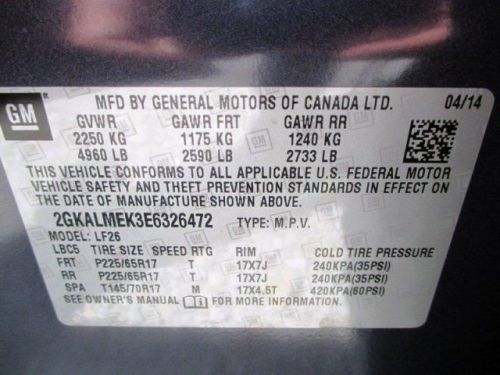 GM ® MFD BY GENERAL MOTORS OF CANADA LTD. 04/14
GVWR GAWR FRT GAWR RR
2250 KG 1175 KG 1240 KG
4960 LB 2590 LB 2733 LB
THIS VEHICLE CONFORMS TO ALL APPLICABLE U.S. FEDERAL MOTOR
VEHICLE SAFETY AND THEFT PREVENTION STANDARDS IN EFFECT ON
THE DATE OF MANUFACTURE SHOWN ABOVE.
2GKALMEK3E6326472 TYPE: M.P.V.
MODEL: LF26
LBC5 TIRE SIZE SPEED RTG RIM COLD TIRE PRESSURE
FRT P225/65R17 T 17X7J 240KPA(35PSI)
RR P225/65R17 T 17X7J 240KPA(35PSI)
SPA T145/70R17 M 17X4.5T 420KPA(60PSI)
SEE OWNER'S MANUAL FOR MORE INFORMATION.